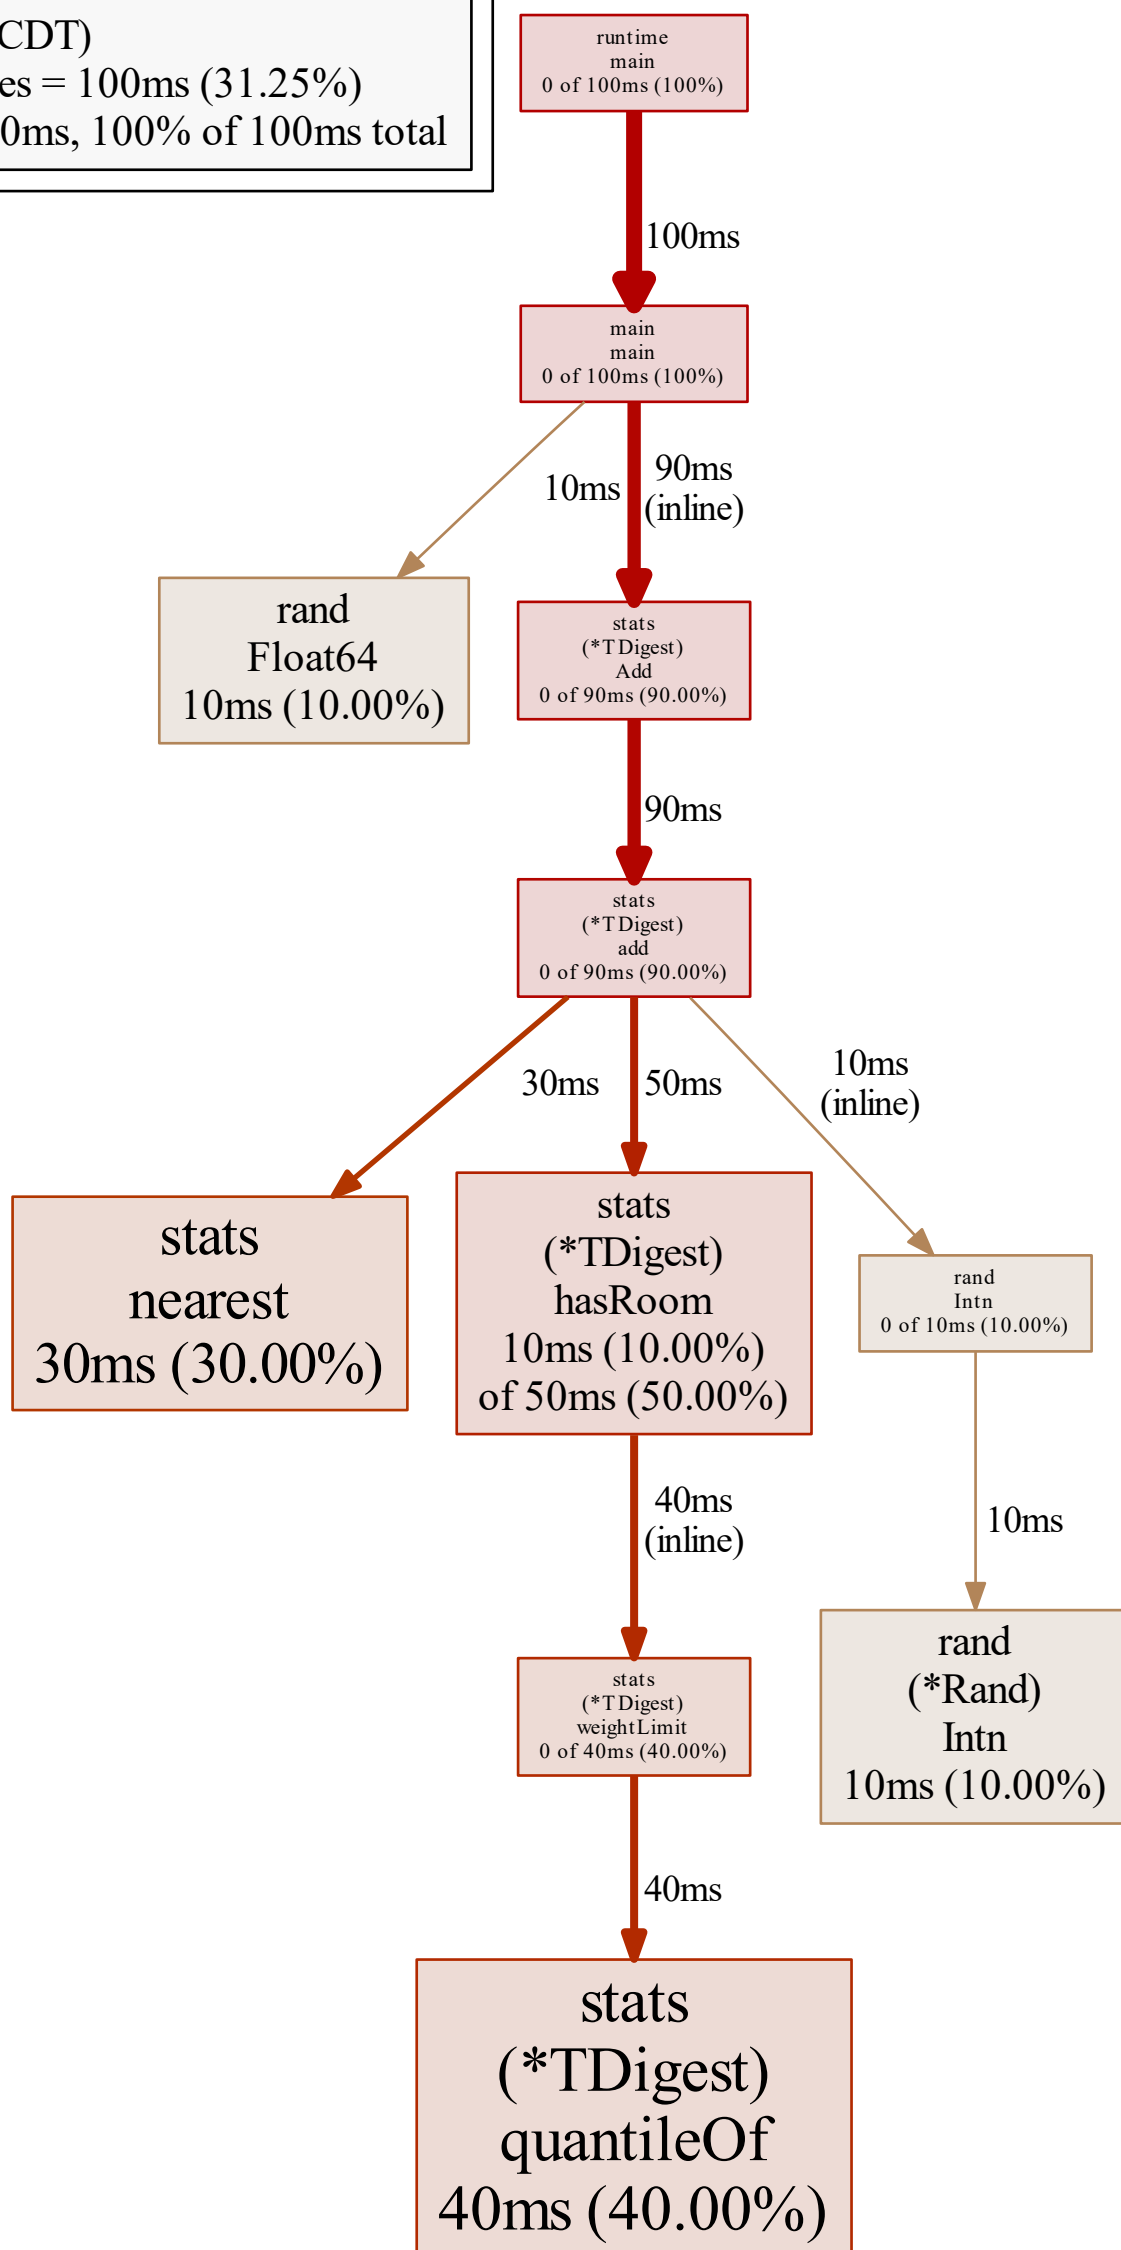 CDT)
es = 100ms (31.25%)
0ms, 100% of 100ms total
runtime
main
0 of 100ms (100%)
100ms
main
main
0 of 100ms (100%)
10ms
90ms
(inline)
rand
Float64
10ms (10.00%)
stats
(*TDigest)
Add
0 of 90ms (90.00%)
90ms
stats
(*TDigest)
add
0 of 90ms (90.00%)
30ms
50ms
10ms
(inline)
stats
nearest
30ms (30.00%)
stats
(*TDigest)
hasRoom
10ms (10.00%)
of 50ms (50.00%)
rand
Intn
0 of 10ms (10.00%)
40ms
(inline)
10ms
stats
(*TDigest)
weightLimit
0 of 40ms (40.00%)
rand
(*Rand)
Intn
10ms (10.00%)
40ms
stats
(*TDigest)
quantileOf
40ms (40.00%)